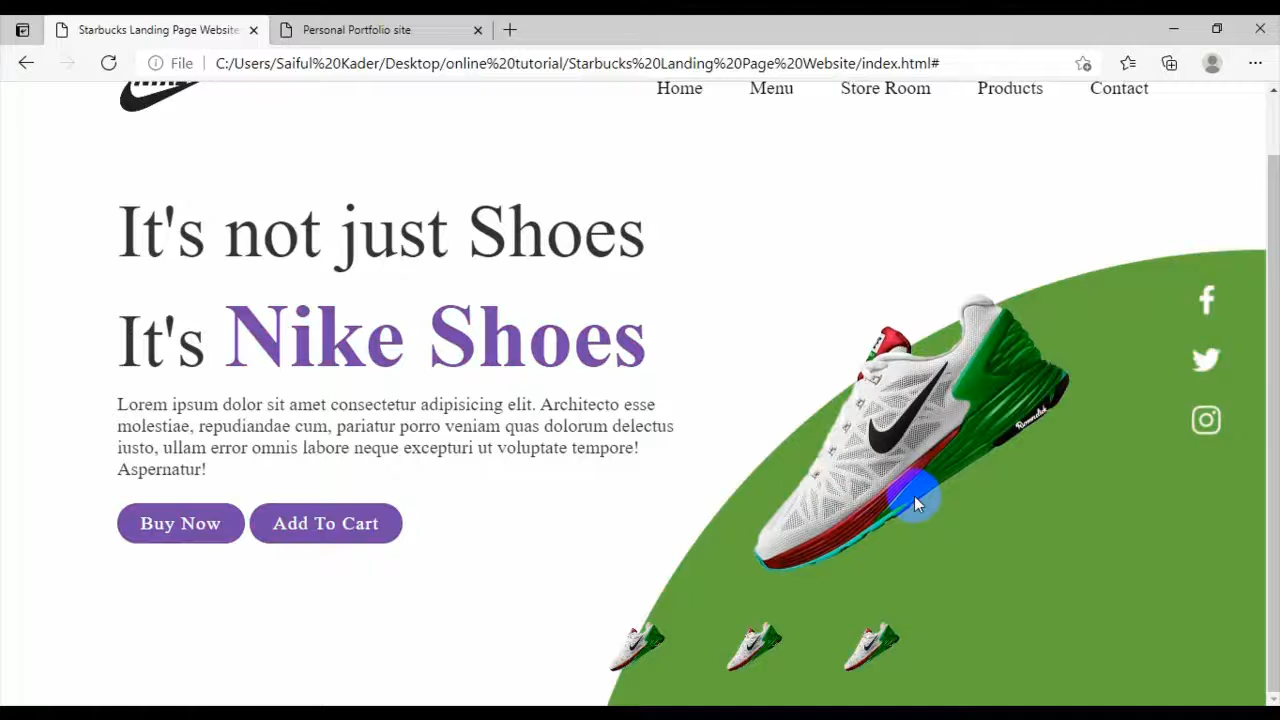 Starbucks Landing Page Website
Personal Portfolio site
File
C:/Users/Saiful%20Kader/Desktop/online%20tutorial/Starbucks%20Landing%20Page%20Website/index.html#
Home Menu Store Room Products Contact
It's not just Shoes
It's Nike Shoes
Lorem ipsum dolor sit amet consectetur adipisicing elit. Architecto esse
molestiae, repudiandae cum, pariatur porro veniam quas dolorum delectus
iusto, ullam error omnis labore neque excepturi ut voluptate tempore!
Aspernatur!
Buy Now Add To Cart